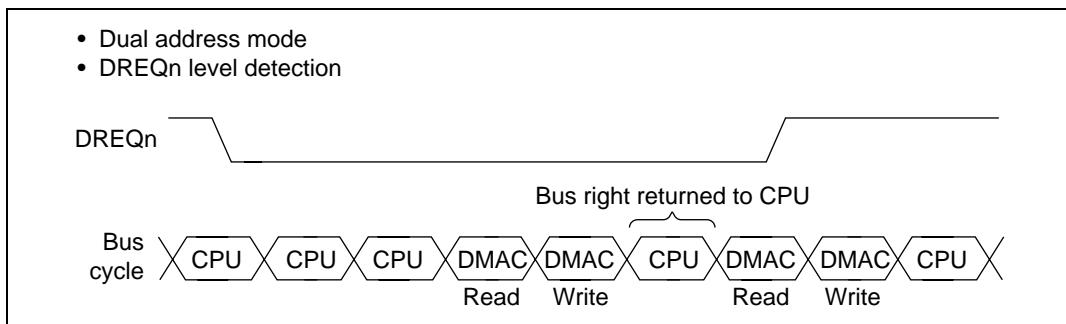 • Dual address mode
• DREQn level detection
DREQn
Bus right returned to CPU
Bus cycle
CPU CPU CPU DMAC DMAC CPU DMAC DMAC CPU
Read Write Read Write